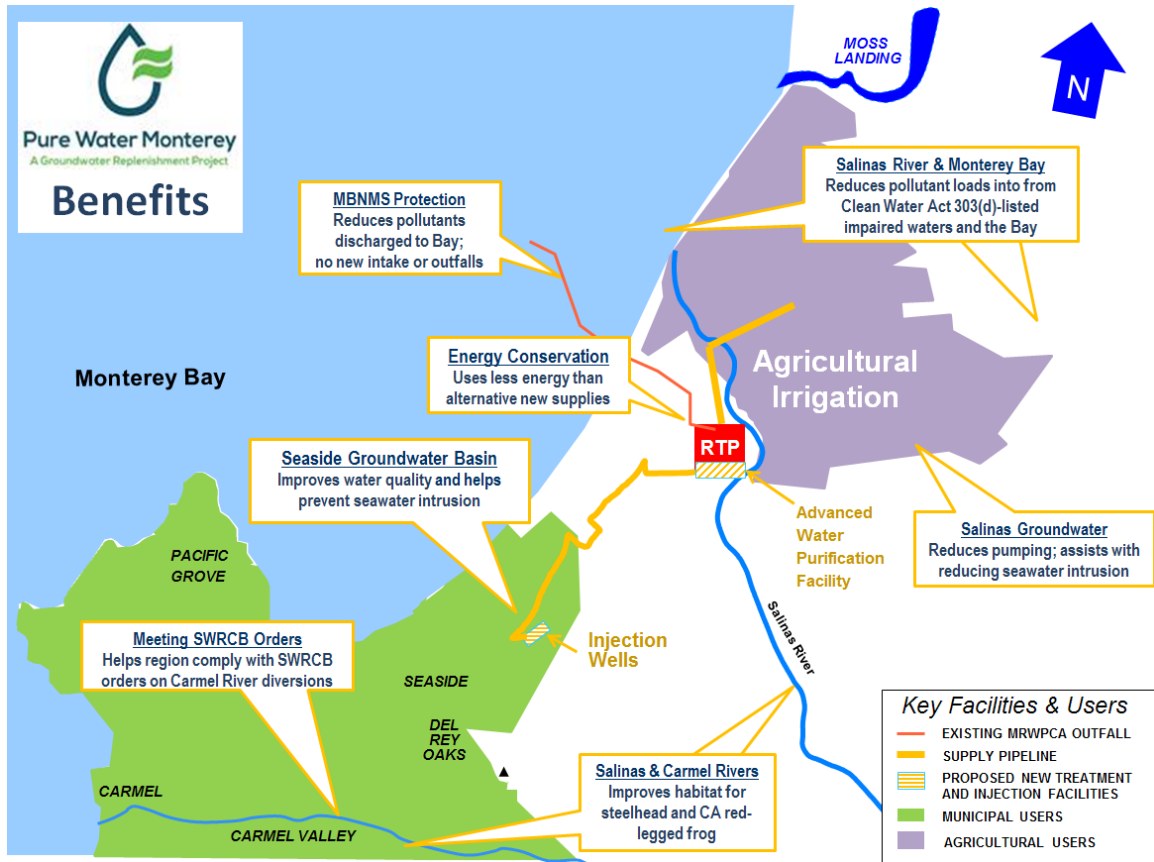 Pure Water Monterey
A Groundwater Replenishment Project
Benefits
MOSS
LANDING
N
MBNMS Protection
Reduces pollutants
discharged to Bay;
no new intake or outfalls
Salinas River & Monterey Bay
Reduces pollutant loads into from
Clean Water Act 303(d)-listed
impaired waters and the Bay
Energy Conservation
Uses less energy than
alternative new supplies
Monterey Bay
Agricultural
Irrigation
RTP
Seaside Groundwater Basin
Improves water quality and helps
prevent seawater intrusion
Advanced
Water
Purification
Facility
Salinas Groundwater
Reduces pumping; assists with
reducing seawater intrusion
PACIFIC
GROVE
Meeting SWRCB Orders
Helps region comply with SWRCB
orders on Carmel River diversions
Injection
Wells
Salinas River
SEASIDE
DEL
REY
OAKS
Salinas & Carmel Rivers
Improves habitat for
steelhead and CA red-
legged frog
CARMEL
CARMEL VALLEY
Key Facilities & Users
EXISTING MRWPCA OUTFALL
SUPPLY PIPELINE
PROPOSED NEW TREATMENT
AND INJECTION FACILITIES
MUNICIPAL USERS
AGRICULTURAL USERS